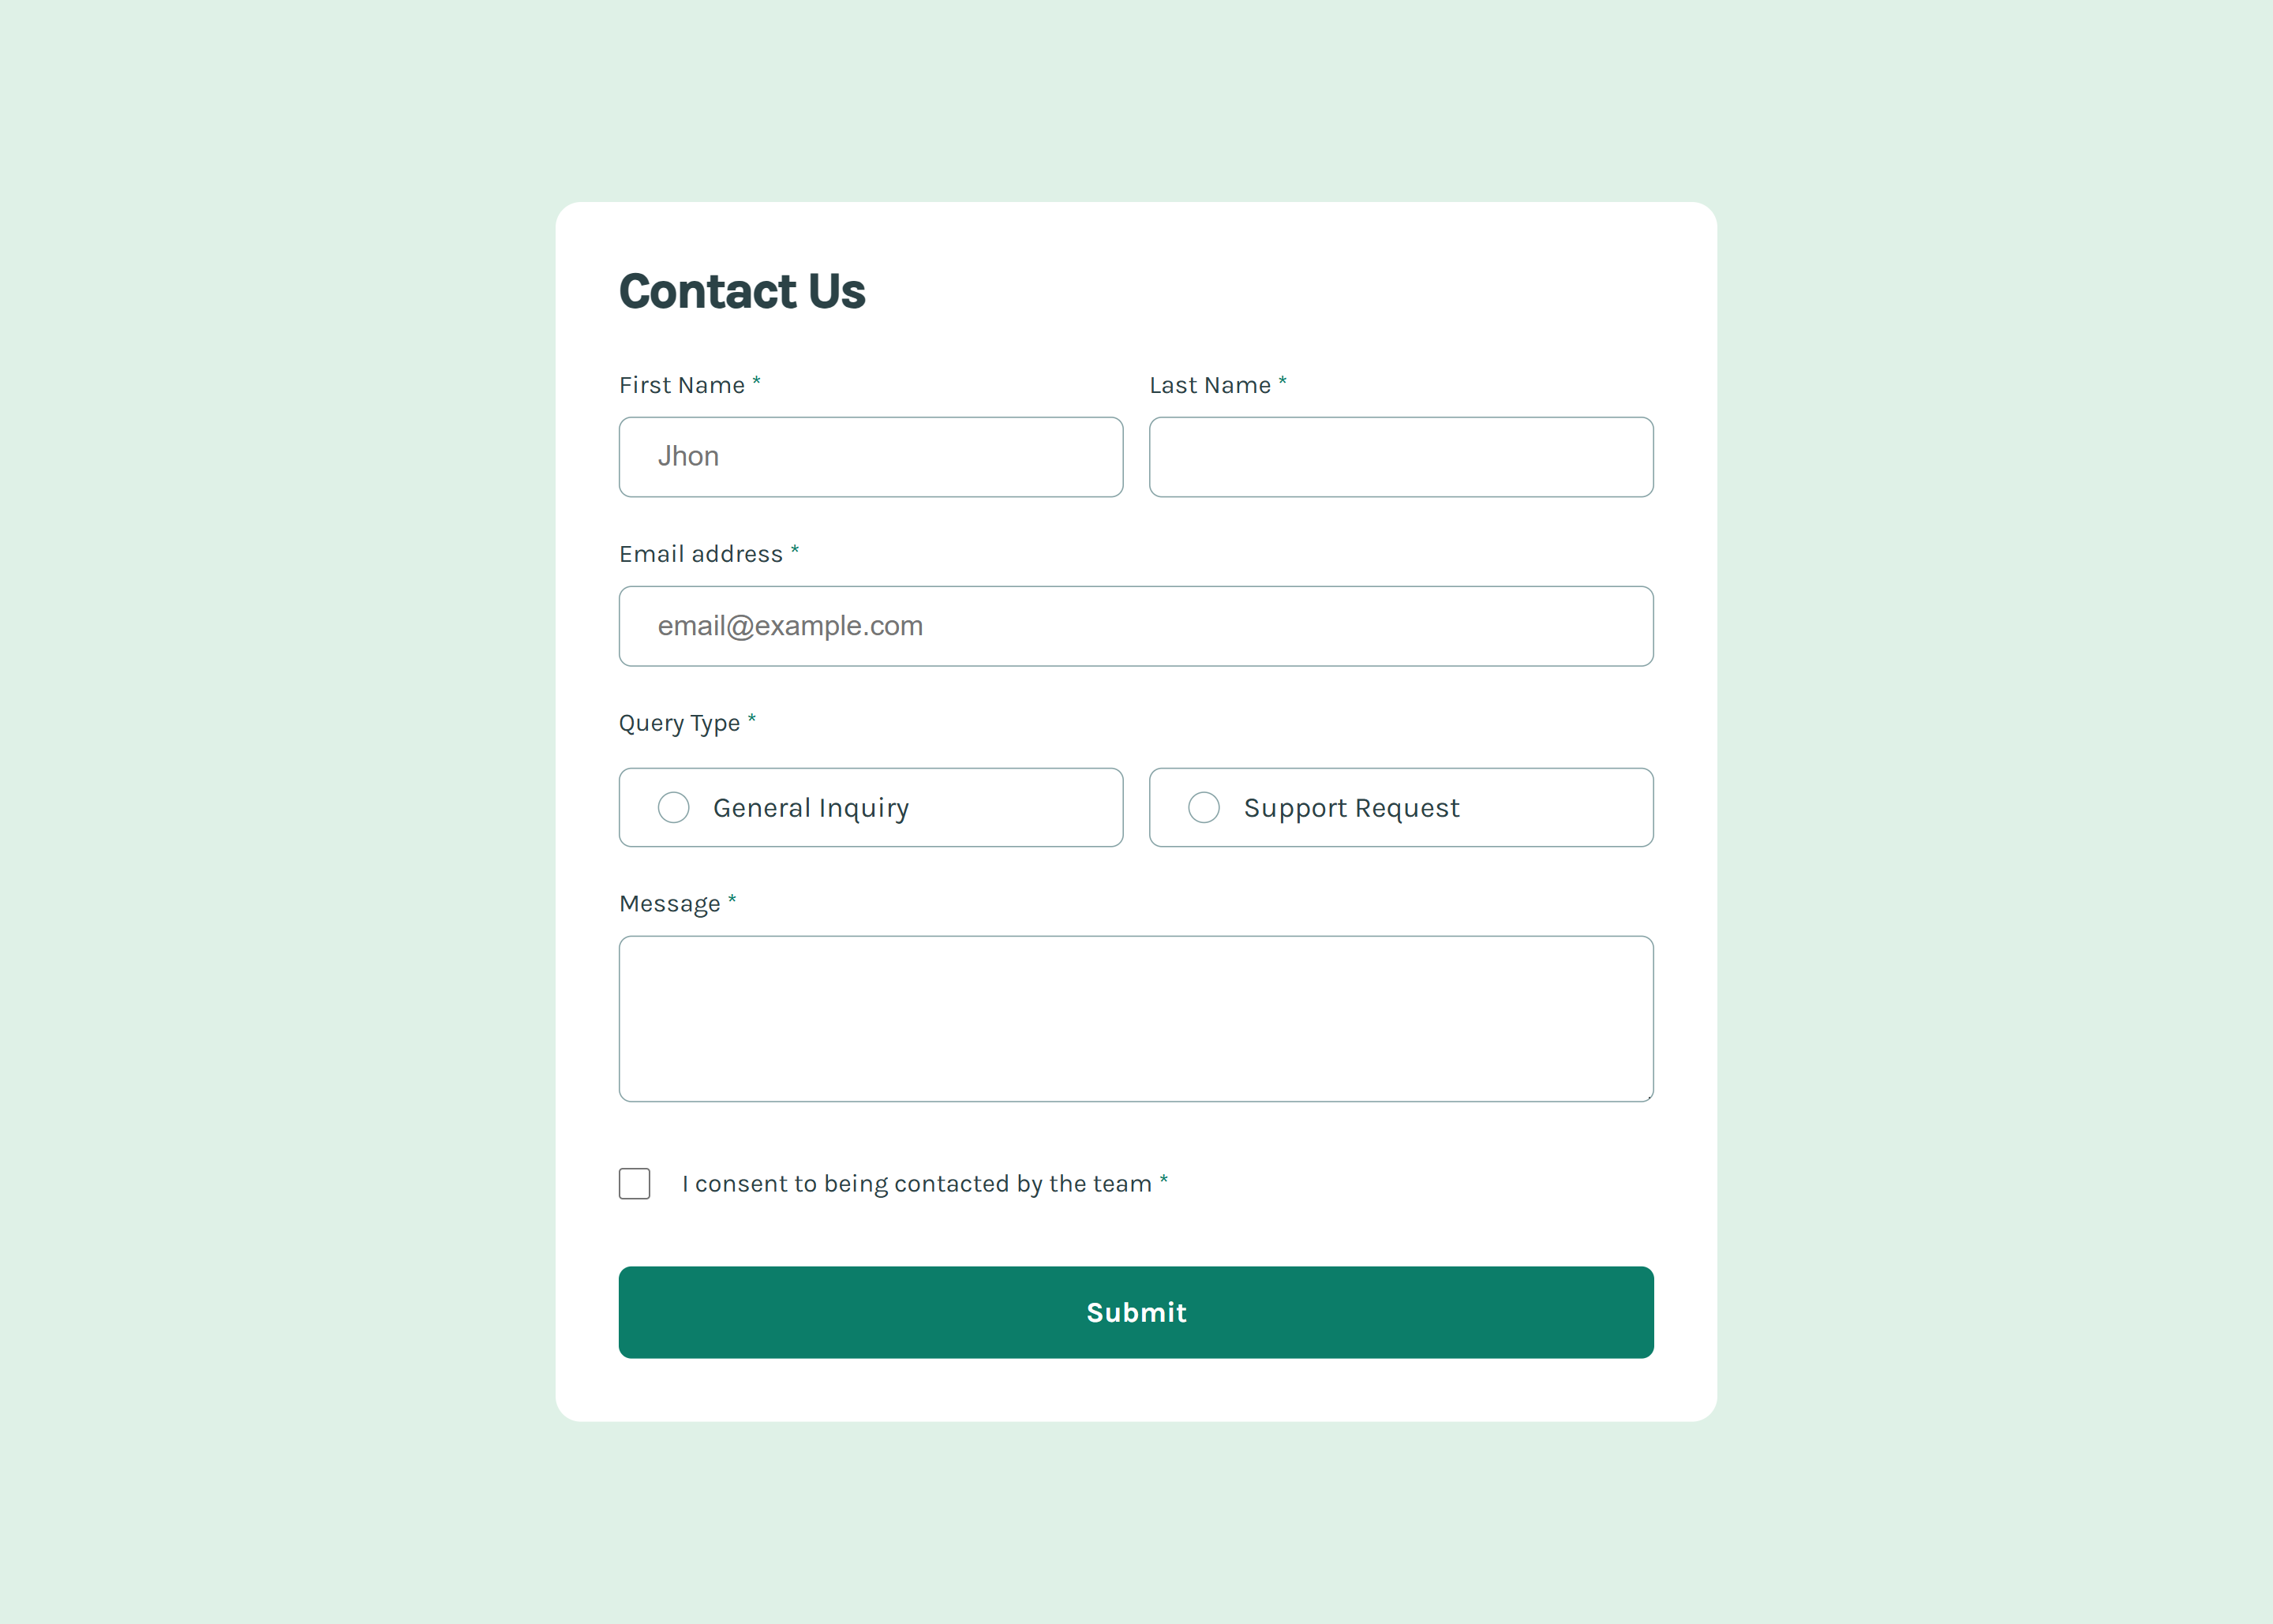 Contact Us
First Name * Last Name *
Jhon
Email address *
email@example.com
Query Type *
General Inquiry Support Request
Message *
I consent to being contacted by the team *
Submit